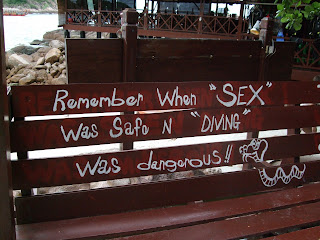 Remember When "SEX"
Was Safe N "DIVING"
Was dangerous!!